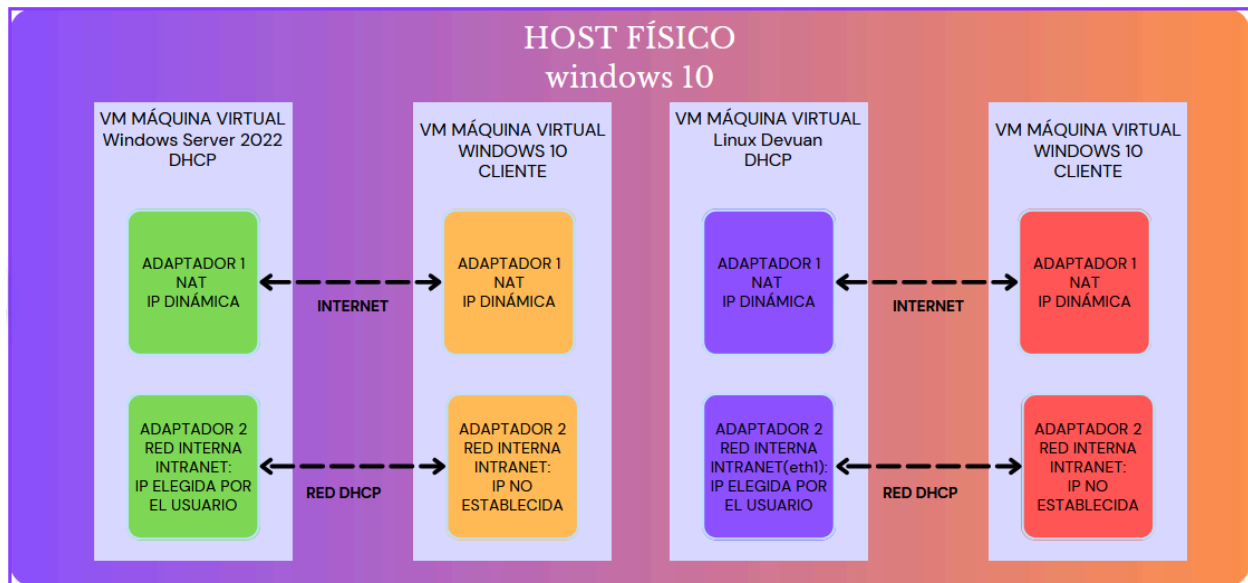 HOST FÍSICO
windows 10
VM MÁQUINA VIRTUAL
Windows Server 2022
DHCP
ADAPTADOR 1
NAT
IP DINÁMICA
ADAPTADOR 2
RED INTERNA
INTRANET:
IP ELEGIDA POR
EL USUARIO
INTERNET
RED DHCP
VM MÁQUINA VIRTUAL
WINDOWS 10
CLIENTE
ADAPTADOR 1
NAT
IP DINÁMICA
ADAPTADOR 2
RED INTERNA
INTRANET:
IP NO
ESTABLECIDA
VM MÁQUINA VIRTUAL
Linux Devuan
DHCP
ADAPTADOR 1
NAT
IP DINÁMICA
ADAPTADOR 2
RED INTERNA
INTRANET(eth1):
IP ELEGIDA POR
EL USUARIO
INTERNET
RED DHCP
VM MÁQUINA VIRTUAL
WINDOWS 10
CLIENTE
ADAPTADOR 1
NAT
IP DINÁMICA
ADAPTADOR 2
RED INTERNA
INTRANET:
IP NO
ESTABLECIDA